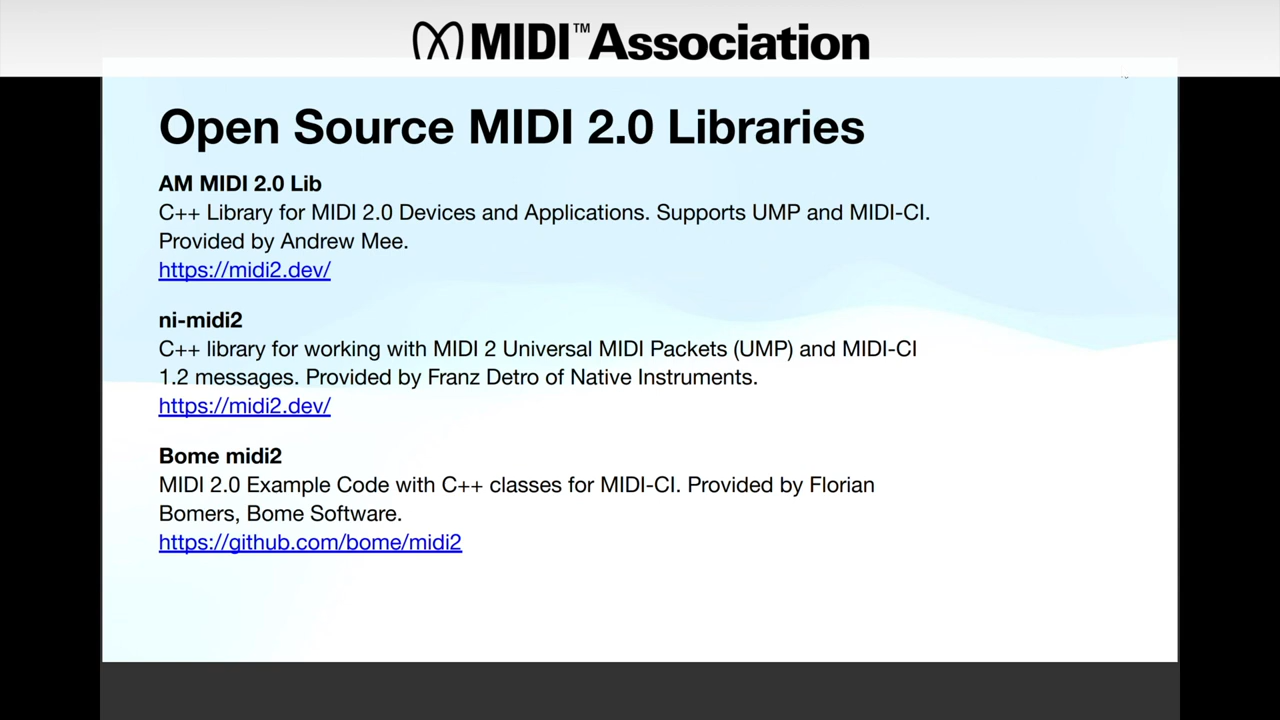 MIDI™Association
Open Source MIDI 2.0 Libraries
AM MIDI 2.0 Lib
C++ Library for MIDI 2.0 Devices and Applications. Supports UMP and MIDI-CI.
Provided by Andrew Mee.
https://midi2.dev/
ni-midi2
C++ library for working with MIDI 2 Universal MIDI Packets (UMP) and MIDI-CI
1.2 messages. Provided by Franz Detro of Native Instruments.
https://midi2.dev/
Bome midi2
MIDI 2.0 Example Code with C++ classes for MIDI-CI. Provided by Florian
Bomers, Bome Software.
https://github.com/bome/midi2